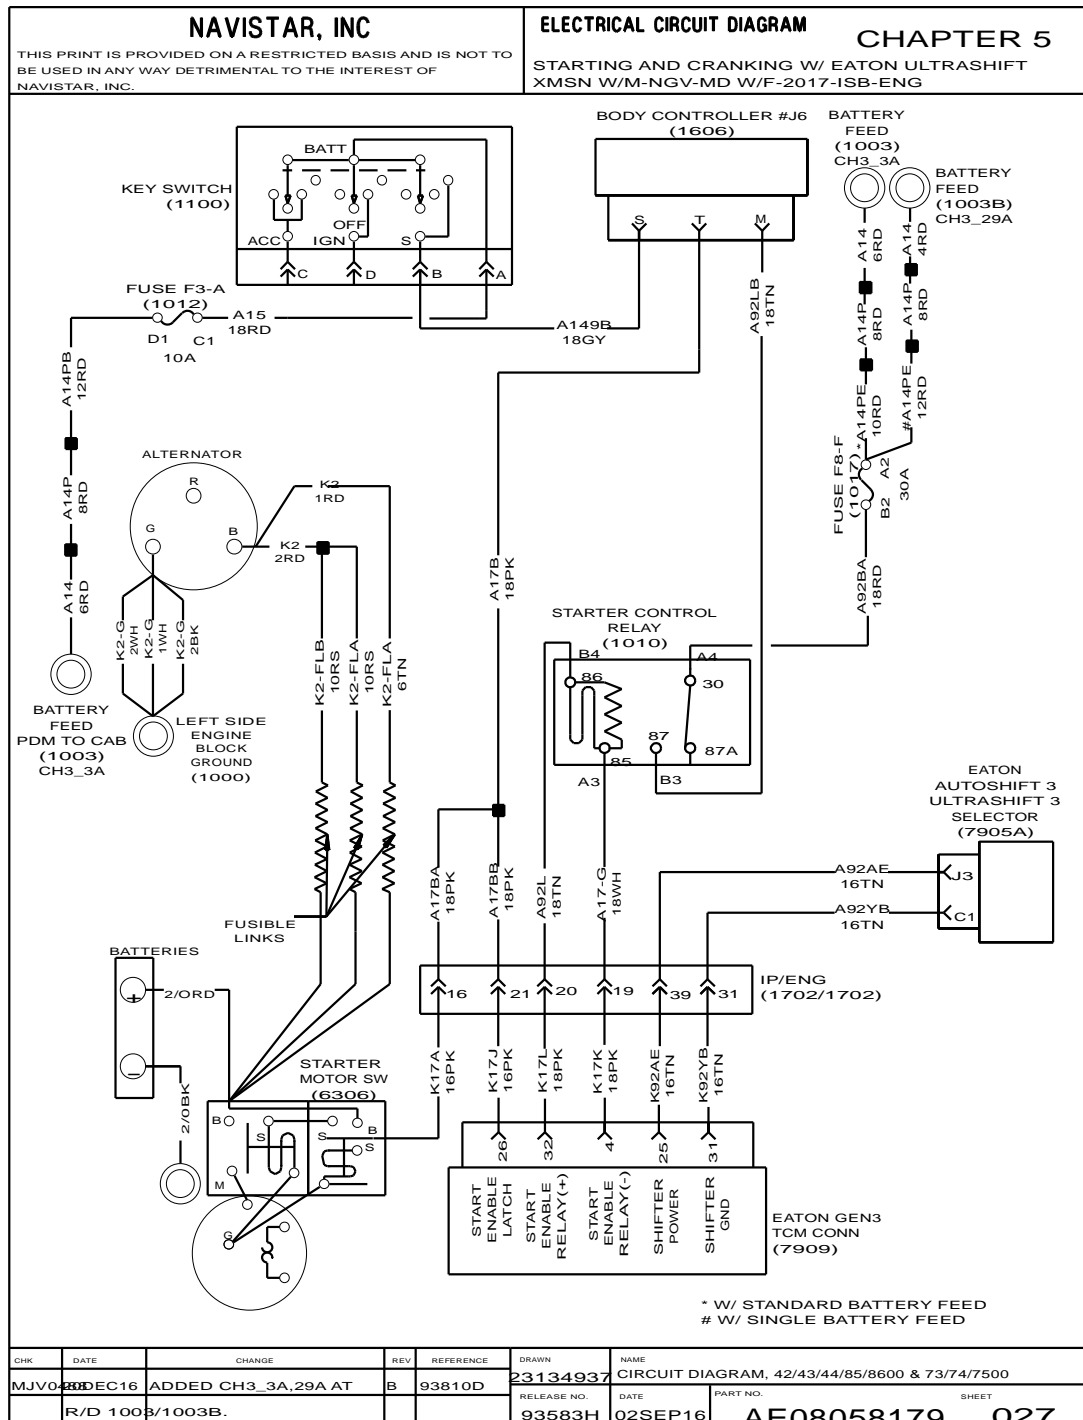 NAVISTAR, INC
THIS PRINT IS PROVIDED ON A RESTRICTED BASIS AND IS NOT TO
BE USED IN ANY WAY DETRIMENTAL TO THE INTEREST OF
NAVISTAR, INC.
ELECTRICAL CIRCUIT DIAGRAM
CHAPTER 5
STARTING AND CRANKING W/ EATON ULTRASHIFT
XMSN W/M-NGV-MD W/F-2017-ISB-ENG
KEY SWITCH
(1100)
BATT
OFF
ACC
IGN
S
C
D
B
A
BODY CONTROLLER #J6
(1606)
S
T
M
BATTERY
FEED
(1003)
CH3_3A
BATTERY
FEED
(1003B)
CH3_29A
A14
6RD
A14
4RD
A14P
8RD
A14P
8RD
*A14PE
10RD
#A14PE
12RD
FUSE F8-F
(1017)
A2
B2
30A
A92BA
18RD
FUSE F3-A
(1012)
D1
C1
10A
A15
18RD
A149B
18GY
A92LB
18TN
A14PB
12RD
A14P
8RD
A14
6RD
BATTERY
FEED
PDM TO CAB
(1003)
CH3_3A
ALTERNATOR
R
G
B
K2
1RD
K2
2RD
K2-G
2WH
K2-G
1WH
K2-G
2BK
LEFT SIDE
ENGINE
BLOCK
GROUND
(1000)
K2-FLB
10RS
K2-FLA
10RS
K2-FLA
6TN
FUSIBLE
LINKS
A17B
18PK
STARTER CONTROL
RELAY
(1010)
B4
A4
86
30
87
85
87A
A3
B3
EATON
AUTOSHIFT 3
ULTRASHIFT 3
SELECTOR
(7905A)
J3
C1
A92AE
16TN
A92YB
16TN
A17BA
18PK
A17BB
18PK
A92L
18TN
A17-G
18WH
IP/ENG
(1702/1702)
16
21
20
19
39
31
K17A
16PK
K17J
16PK
K17L
18PK
K17K
18PK
K92AE
16TN
K92YB
16TN
BATTERIES
+
−
2/ORD
2/0BK
STARTER
MOTOR SW
(6306)
B
S
S
B
S
M
G
26
32
4
25
31
START
ENABLE
LATCH
START
ENABLE
RELAY(+)
START
ENABLE
RELAY(-)
SHIFTER
POWER
SHIFTER
GND
EATON GEN3
TCM CONN
(7909)
* W/ STANDARD BATTERY FEED
# W/ SINGLE BATTERY FEED
CHK
DATE
CHANGE
REV
REFERENCE
DRAWN
NAME
08DEC16
ADDED CH3_3A,29A AT
B
93810D
23134937
CIRCUIT DIAGRAM, 42/43/44/85/8600 & 73/74/7500
R/D 1003/1003B.
RELEASE NO.
DATE
PART NO.
SHEET
93583H
02SEP16
AE08058179
027